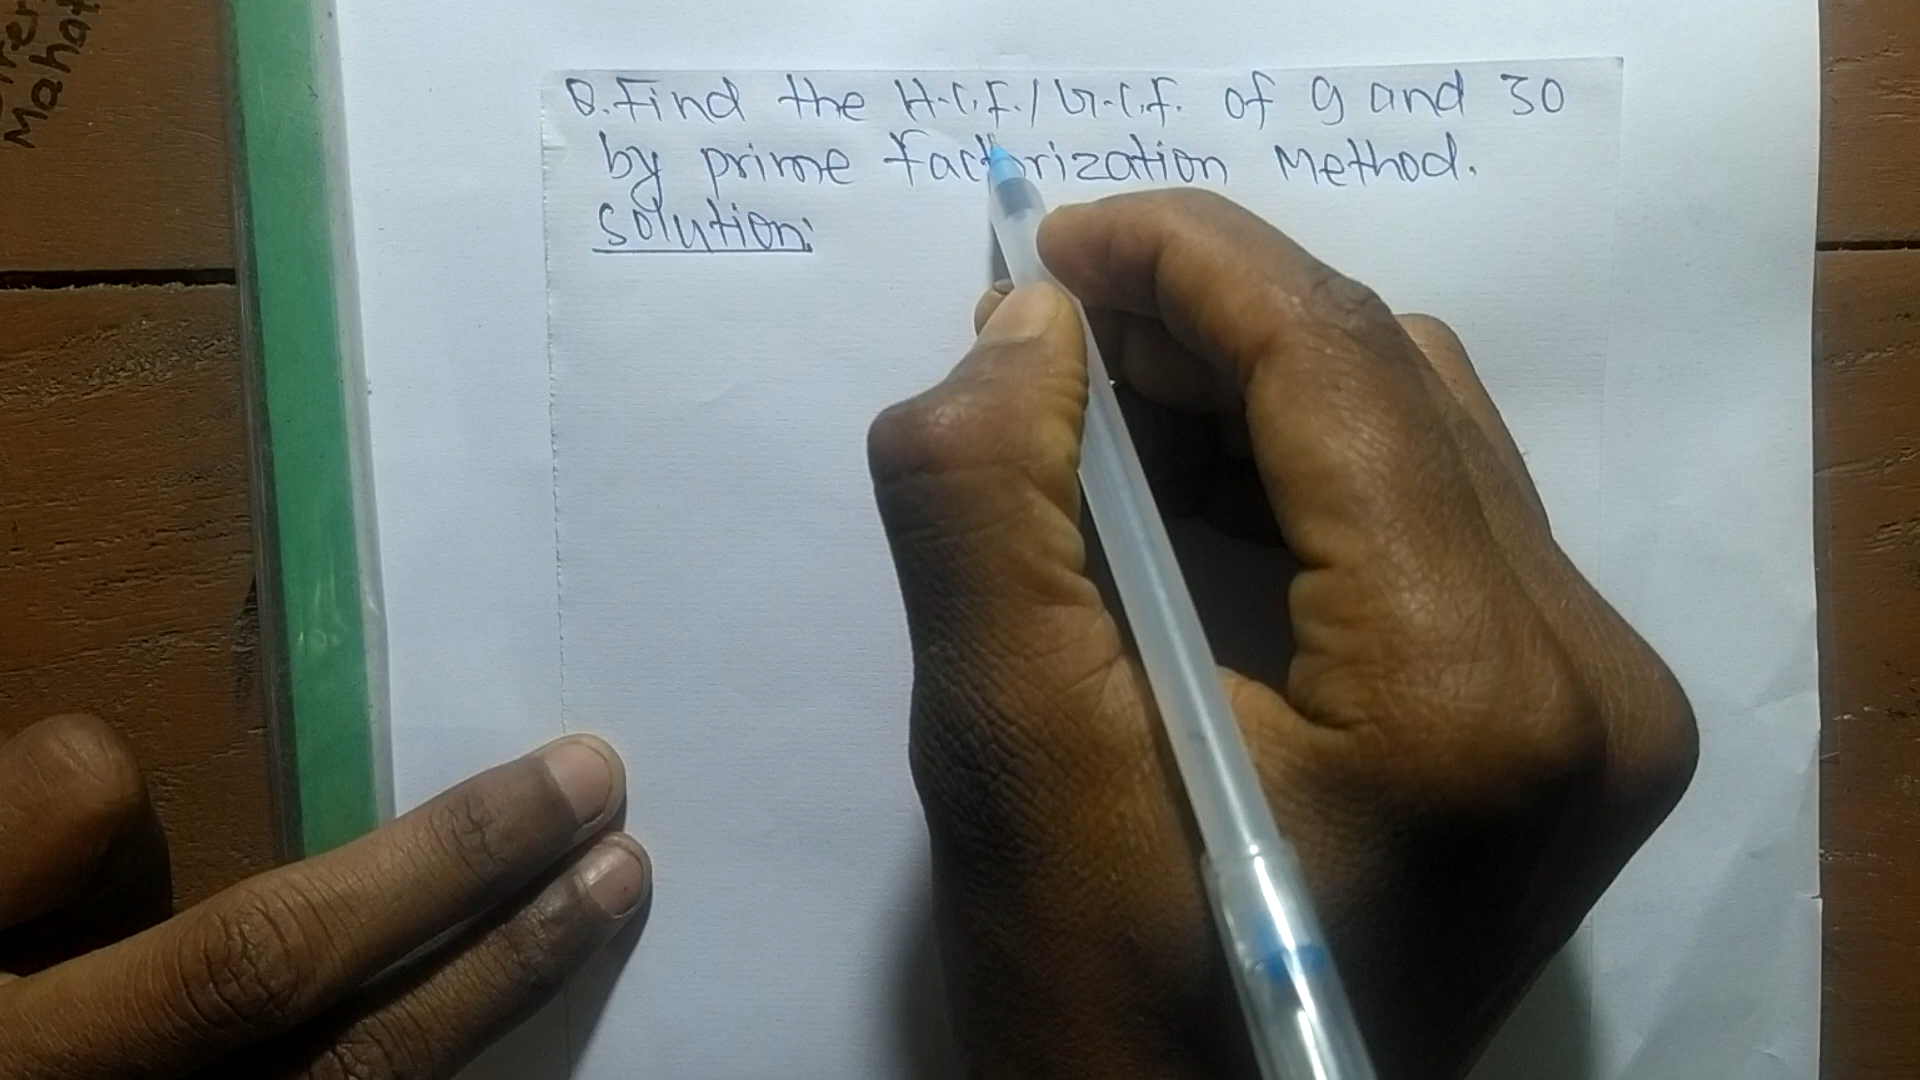 Q. Find the H.C.F. / G.C.F. of 9 and 30
by prime factorization Method.
Solution: